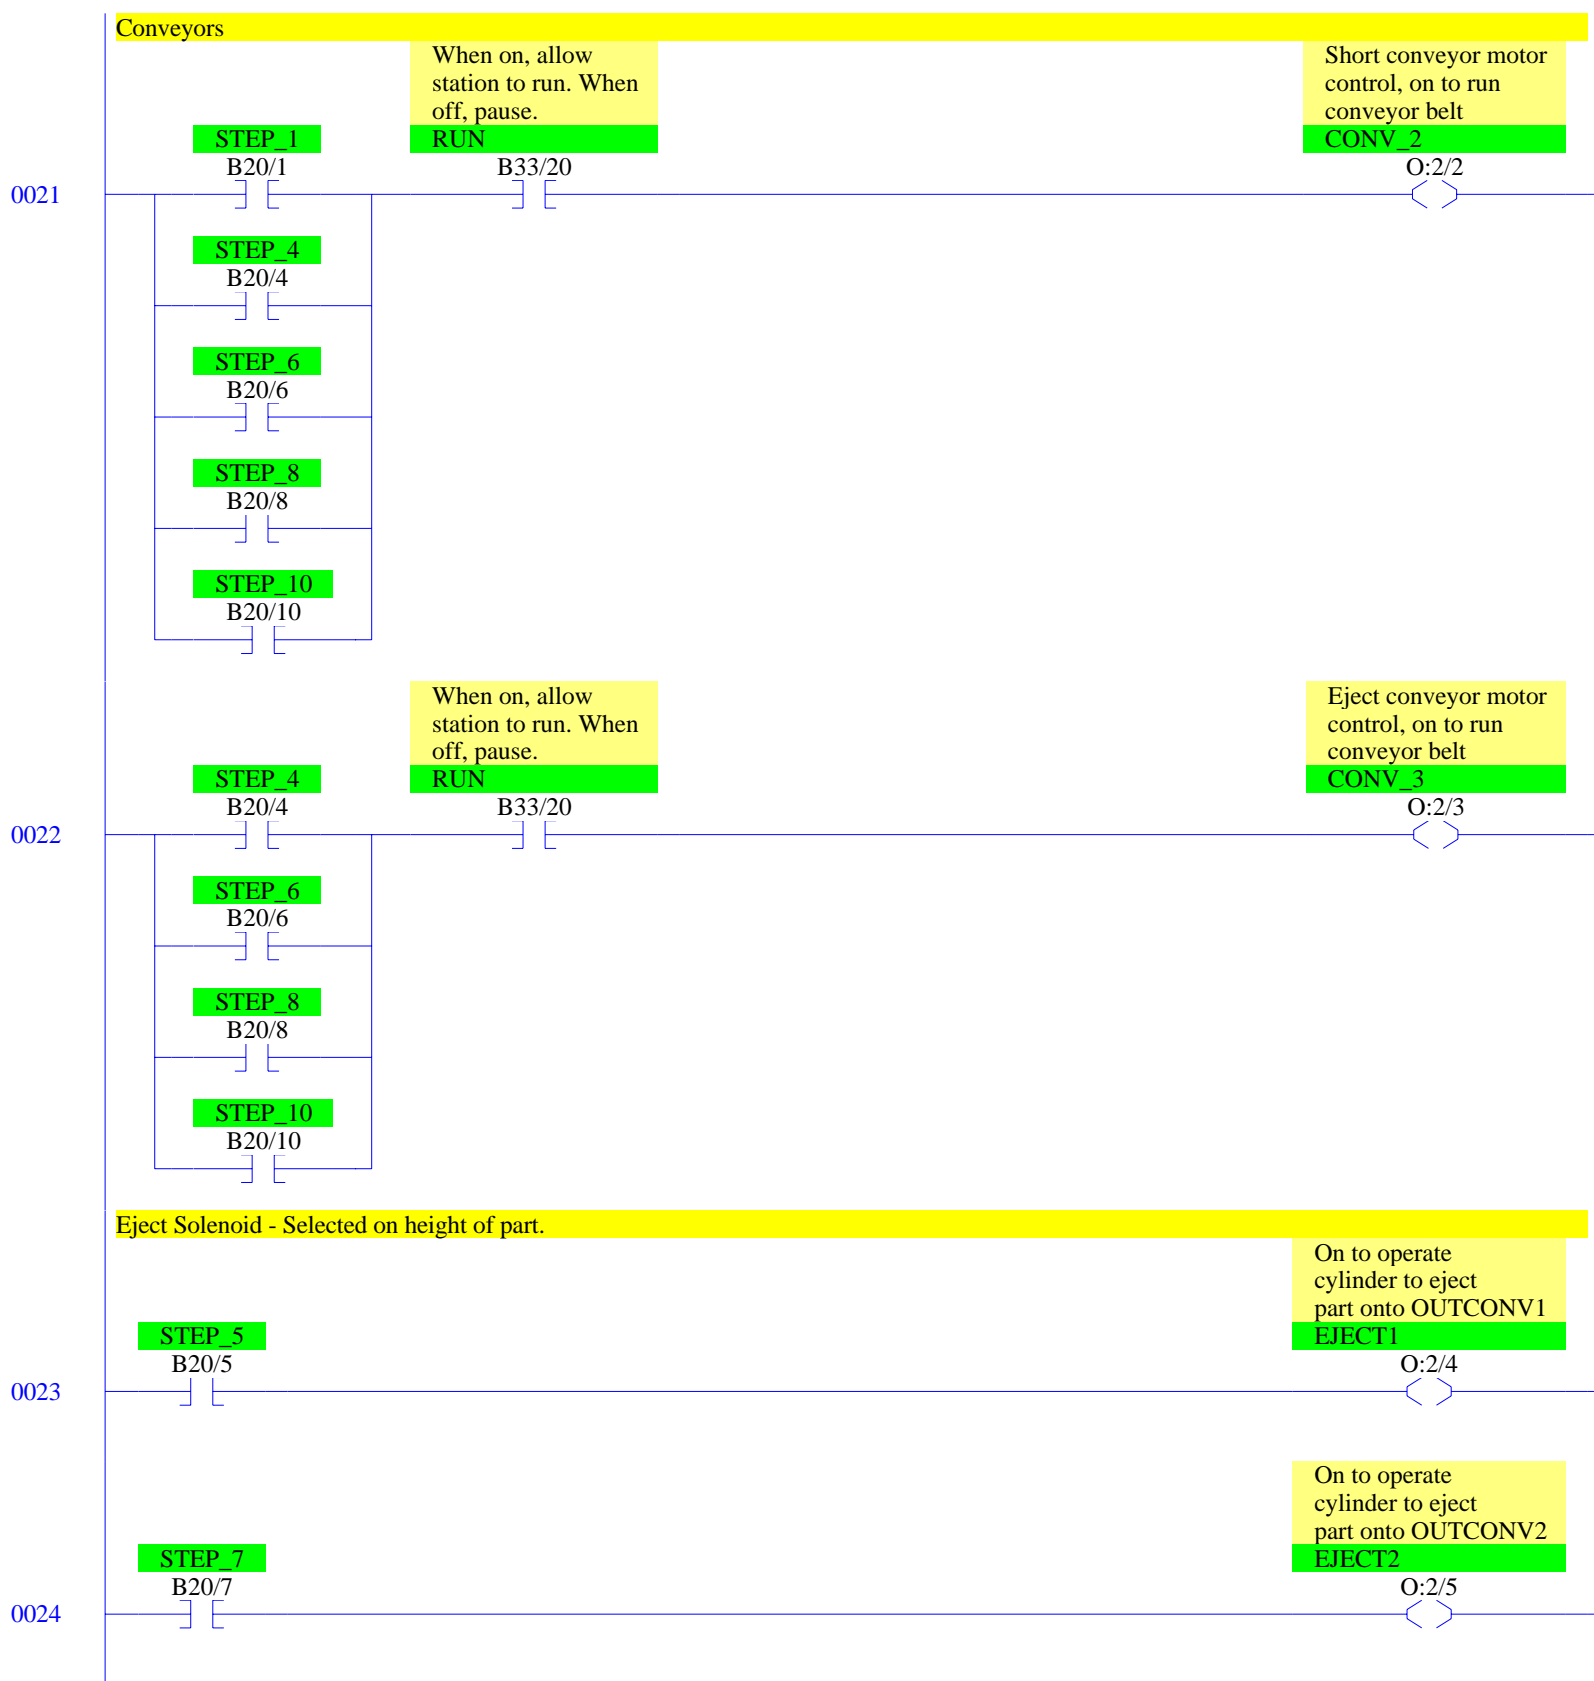 Conveyors
When on, allow
station to run. When
off, pause.
RUN
B33/20
Short conveyor motor
control, on to run
conveyor belt
CONV_2
O:2/2
0021
STEP_1
B20/1
STEP_4
B20/4
STEP_6
B20/6
STEP_8
B20/8
STEP_10
B20/10
When on, allow
station to run. When
off, pause.
RUN
B33/20
Eject conveyor motor
control, on to run
conveyor belt
CONV_3
O:2/3
0022
STEP_4
B20/4
STEP_6
B20/6
STEP_8
B20/8
STEP_10
B20/10
Eject Solenoid - Selected on height of part.
On to operate
cylinder to eject
part onto OUTCONV1
EJECT1
O:2/4
0023
STEP_5
B20/5
On to operate
cylinder to eject
part onto OUTCONV2
EJECT2
O:2/5
0024
STEP_7
B20/7